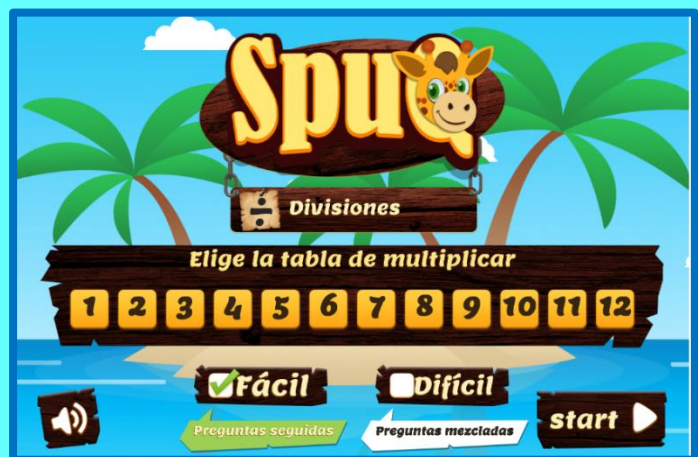 SpuQ
Divisiones
Elige la tabla de multiplicar
1 2 3 4 5 6 7 8 9 10 11 12
Fácil Difícil
Preguntas seguidas Preguntas mezcladas
start